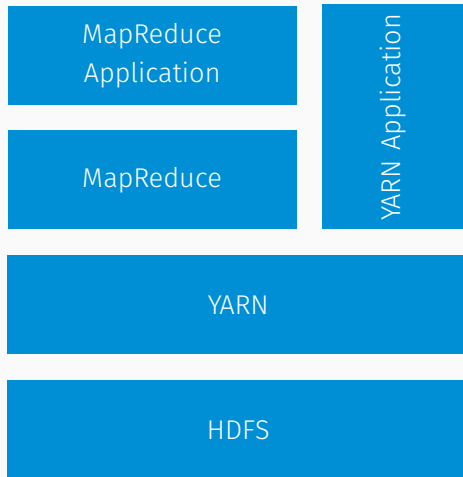 MapReduce
Application
YARN Application
MapReduce
YARN
HDFS